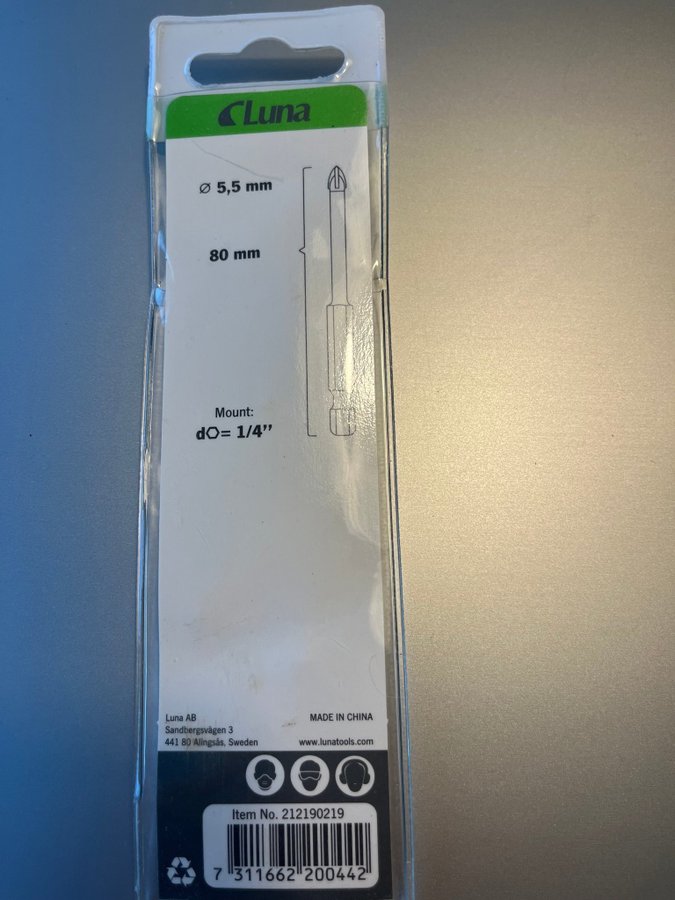 Luna
⌀ 5,5 mm
80 mm
Mount:
d⬡= 1/4’’
Luna AB
Sandbergsvägen 3
441 80 Alingsås, Sweden
MADE IN CHINA
www.lunatools.com
Item No. 212190219
7 311662 200442